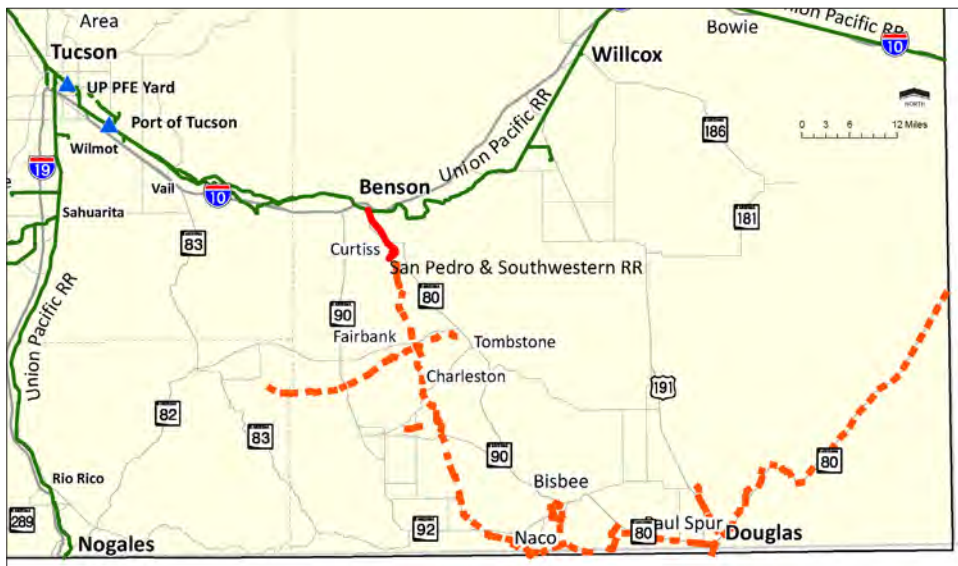 Area
Tucson
UP PFE Yard
Port of Tucson
Wilmot
19
Vail
10
Sahuarita
83
Union Pacific RR
Benson
Curtiss
San Pedro & Southwestern RR
90
80
Fairbank
Tombstone
Charleston
Union Pacific RR
Willcox
Bowie
Union Pacific RR
10
NORTH
0 3 6 12 Miles
186
181
191
82
83
90
80
Rio Rico
289
Nogales
92
Bisbee
Naco
80
Paul Spur
Douglas